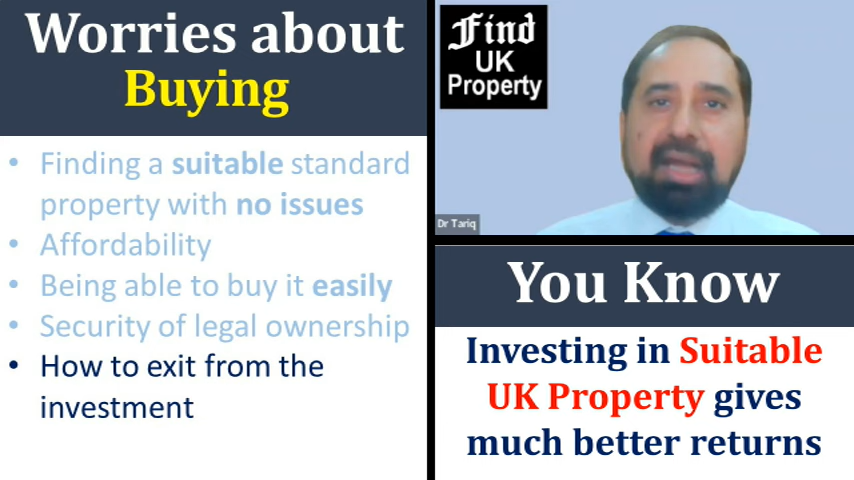 Worries about
Buying
• Finding a suitable standard
property with no issues
• Affordability
• Being able to buy it easily
• Security of legal ownership
• How to exit from the
investment
Find
UK
Property
Dr Tariq
You Know
Investing in Suitable
UK Property gives
much better returns